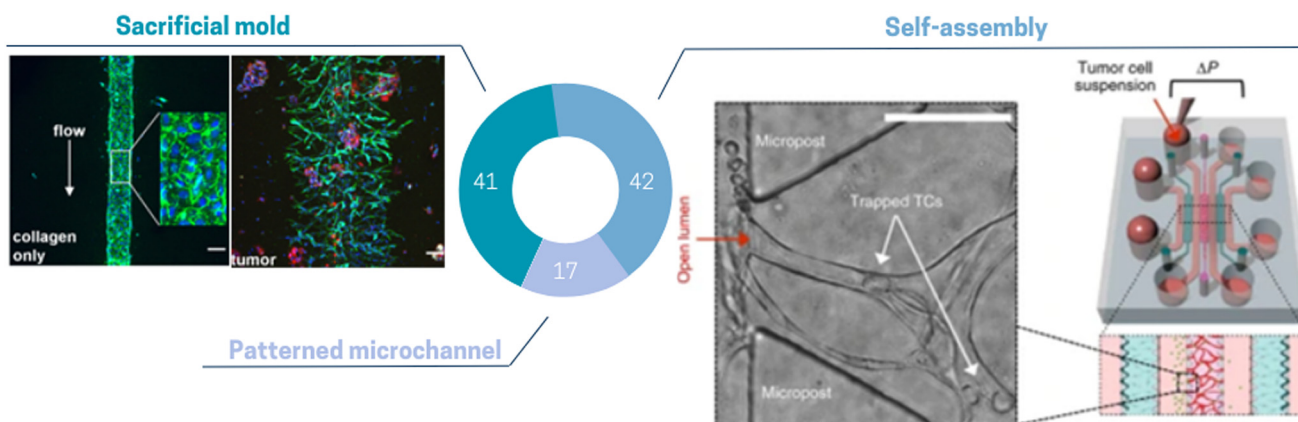 Sacrificial mold
Self-assembly
flow
collagen
only
tumor
41
42
17
Patterned microchannel
Micropost
Trapped TCs
Open lumen
Micropost
Tumor cell
suspension
ΔP